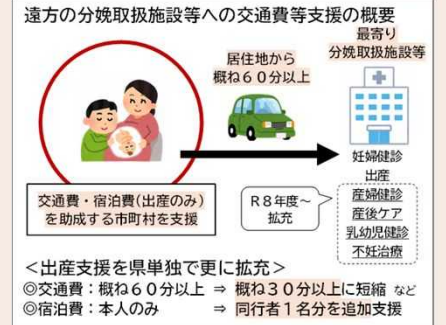 遠方の分娩取扱施設等への交通費等支援の概要
最寄り
分娩取扱施設等
居住地から
概ね60分以上
妊婦健診
出産
産婦健診
産後ケア
乳幼児健診
不妊治療
R8年度~
拡充
交通費・宿泊費(出産のみ)
を助成する市町村を支援
<出産支援を県単独で更に拡充>
◎交通費:概ね60分以上 ⇒ 概ね30分以上に短縮 など
◎宿泊費:本人のみ ⇒ 同行者1名分を追加支援